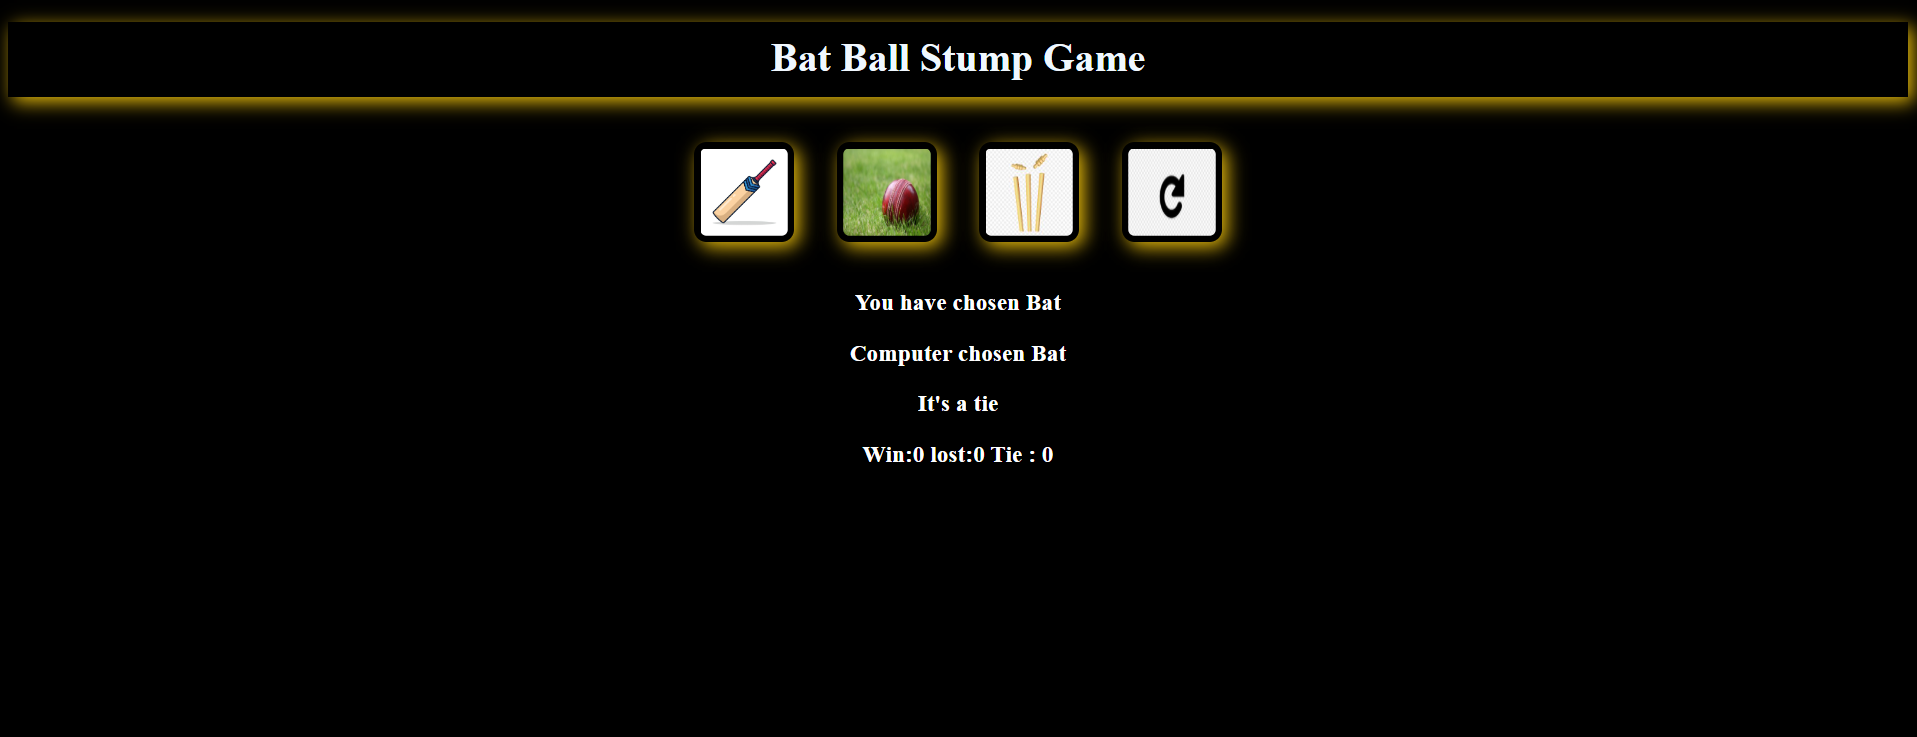 Bat Ball Stump Game
You have chosen Bat
Computer chosen Bat
It's a tie
Win:0 lost:0 Tie : 0